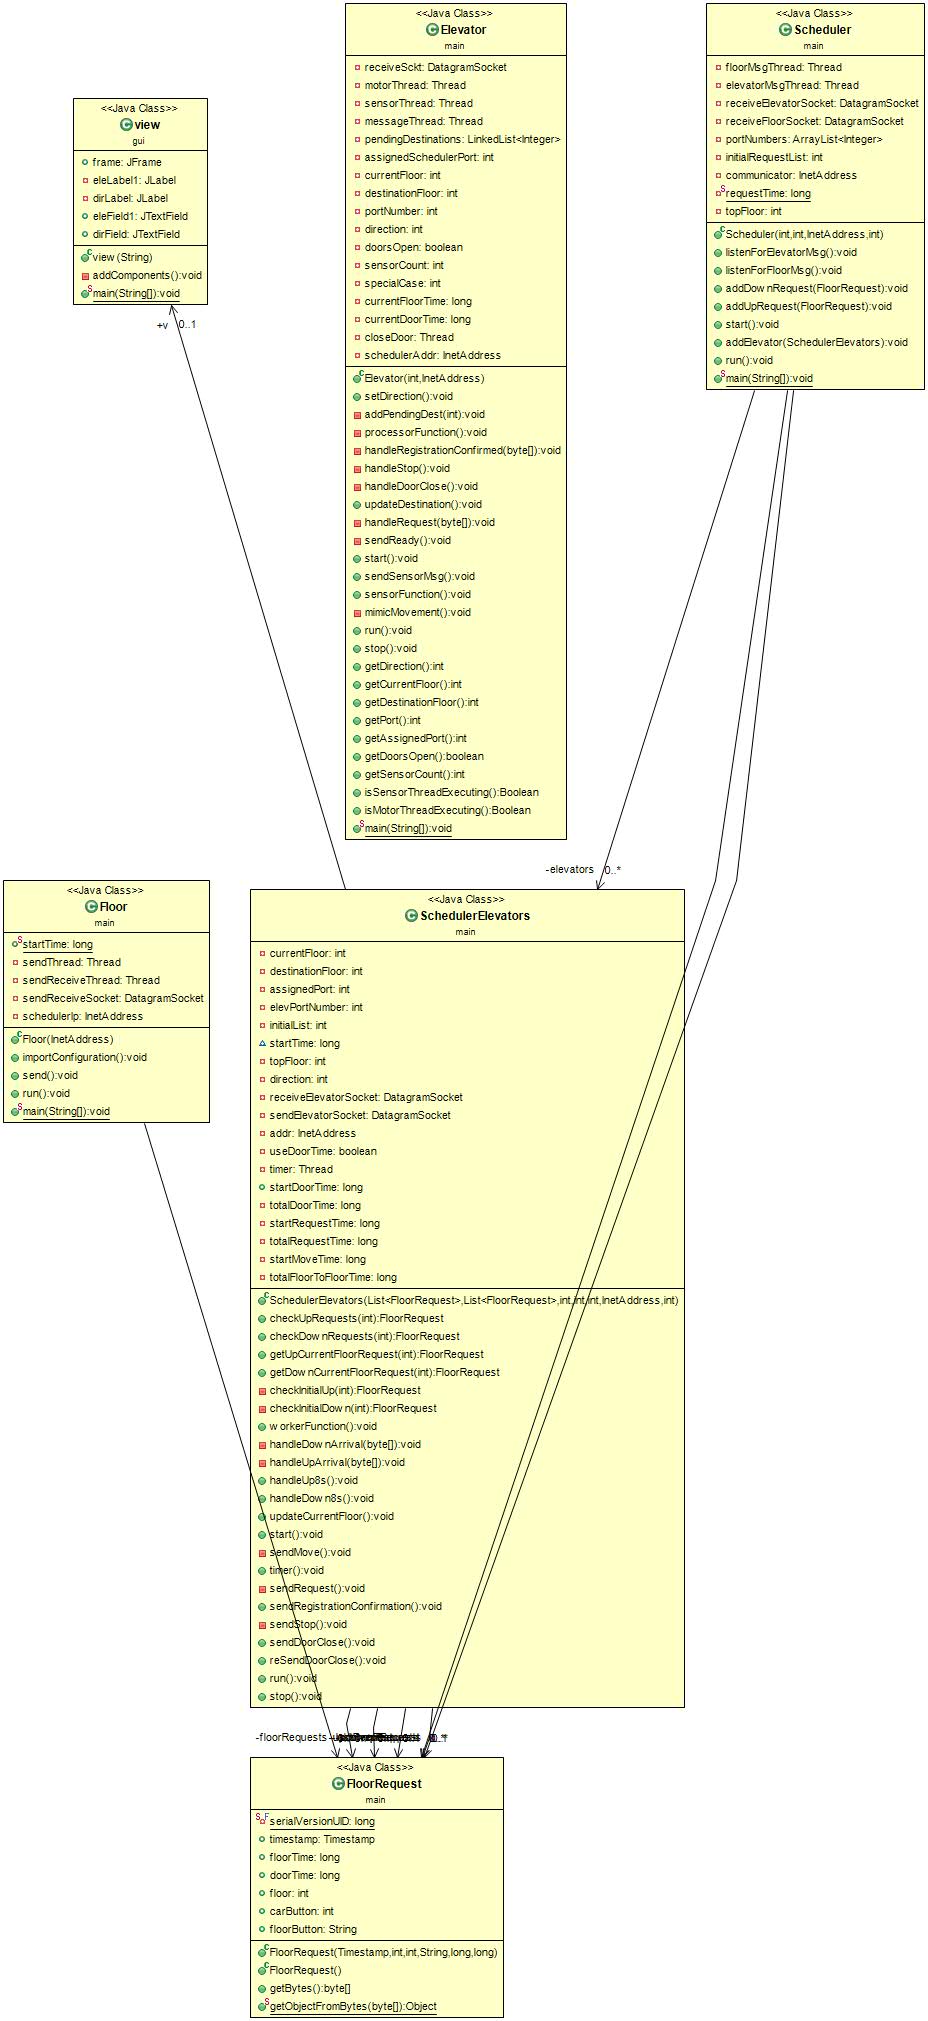 <<Java Class>>
Elevator
main
receiveSckt: DatagramSocket
motorThread: Thread
sensorThread: Thread
messageThread: Thread
pendingDestinations: LinkedList<Integer>
assignedSchedulerPort: int
currentFloor: int
destinationFloor: int
portNumber: int
direction: int
doorsOpen: boolean
sensorCount: int
specialCase: int
currentFloorTime: long
currentDoorTime: long
closeDoor: Thread
schedulerAddr: InetAddress
Elevator(int,InetAddress)
setDirection():void
addPendingDest(int):void
processorFunction():void
handleRegistrationConfirmed(byte[]):void
handleStop():void
handleDoorClose():void
updateDestination():void
handleRequest(byte[]):void
sendReady():void
start():void
sendSensorMsg():void
sensorFunction():void
mimicMovement():void
run():void
stop():void
getDirection():int
getCurrentFloor():int
getDestinationFloor():int
getPort():int
getAssignedPort():int
getDoorsOpen():boolean
getSensorCount():int
isSensorThreadExecuting():Boolean
isMotorThreadExecuting():Boolean
main(String[]):void
<<Java Class>>
Scheduler
main
floorMsgThread: Thread
elevatorMsgThread: Thread
receiveElevatorSocket: DatagramSocket
receiveFloorSocket: DatagramSocket
portNumbers: ArrayList<Integer>
initialRequestList: int
communicator: InetAddress
requestTime: long
topFloor: int
Scheduler(int,int,InetAddress,int)
listenForElevatorMsg():void
listenForFloorMsg():void
addDownRequest(FloorRequest):void
addUpRequest(FloorRequest):void
start():void
addElevator(SchedulerElevators):void
run():void
main(String[]):void
<<Java Class>>
view
gui
frame: JFrame
eleLabel1: JLabel
dirLabel: JLabel
eleField1: JTextField
dirField: JTextField
view(String)
addComponents():void
main(String[]):void
+v 0..1
-elevators 0..*
<<Java Class>>
Floor
main
startTime: long
sendThread: Thread
sendReceiveThread: Thread
sendReceiveSocket: DatagramSocket
schedulerIp: InetAddress
Floor(InetAddress)
importConfiguration():void
send():void
run():void
main(String[]):void
<<Java Class>>
SchedulerElevators
main
currentFloor: int
destinationFloor: int
assignedPort: int
elevPortNumber: int
initialList: int
startTime: long
topFloor: int
direction: int
receiveElevatorSocket: DatagramSocket
sendElevatorSocket: DatagramSocket
addr: InetAddress
useDoorTime: boolean
timer: Thread
startDoorTime: long
totalDoorTime: long
startRequestTime: long
totalRequestTime: long
startMoveTime: long
totalFloorToFloorTime: long
SchedulerElevators(List<FloorRequest>,List<FloorRequest>,int,int,int,InetAddress,int)
checkUpRequests(int):FloorRequest
checkDownRequests(int):FloorRequest
getUpCurrentFloorRequest(int):FloorRequest
getDownCurrentFloorRequest(int):FloorRequest
checkInitialUp(int):FloorRequest
checkInitialDown(int):FloorRequest
workerFunction():void
handleDownArrival(byte[]):void
handleUpArrival(byte[]):void
handleUp8s():void
handleDown8s():void
updateCurrentFloor():void
start():void
sendMove():void
timer():void
sendRequest():void
sendRegistrationConfirmation():void
sendStop():void
sendDoorClose():void
reSendDoorClose():void
run():void
stop():void
-floorRequests
<<Java Class>>
FloorRequest
main
serialVersionUID: long
timestamp: Timestamp
floorTime: long
doorTime: long
floor: int
carButton: int
floorButton: String
FloorRequest(Timestamp,int,int,String,long,long)
FloorRequest()
getBytes():byte[]
getObjectFromBytes(byte[]):Object